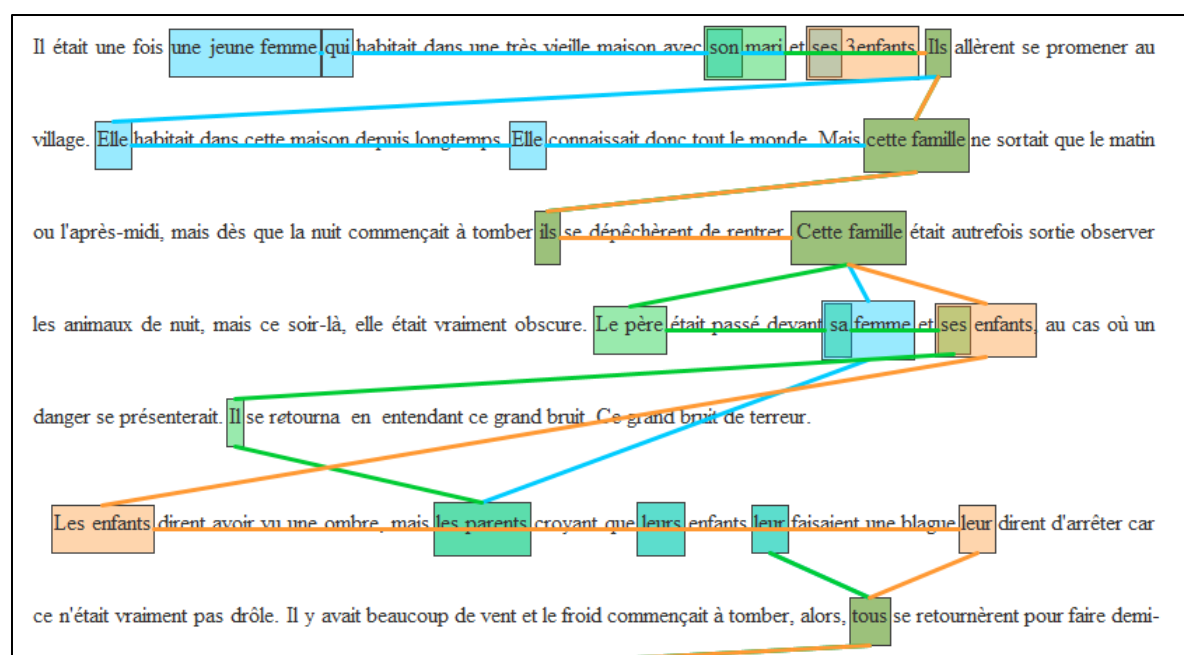 Il était une fois une jeune femme qui habitait dans une très vieille maison avec son mari et ses 3enfants. Ils allèrent se promener au
village. Elle habitait dans cette maison depuis longtemps. Elle connaissait donc tout le monde. Mais cette famille ne sortait que le matin
ou l'après-midi, mais dès que la nuit commençait à tomber ils se dépêchèrent de rentrer. Cette famille était autrefois sortie observer
les animaux de nuit, mais ce soir-là, elle était vraiment obscure. Le père était passé devant sa femme et ses enfants, au cas où un
danger se présenterait. Il se retourna en entendant ce grand bruit. Ce grand bruit de terreur.
Les enfants dirent avoir vu une ombre, mais les parents croyant que leurs enfants leur faisaient une blague leur dirent d'arrêter car
ce n'était vraiment pas drôle. Il y avait beaucoup de vent et le froid commençait à tomber, alors, tous se retournèrent pour faire demi-